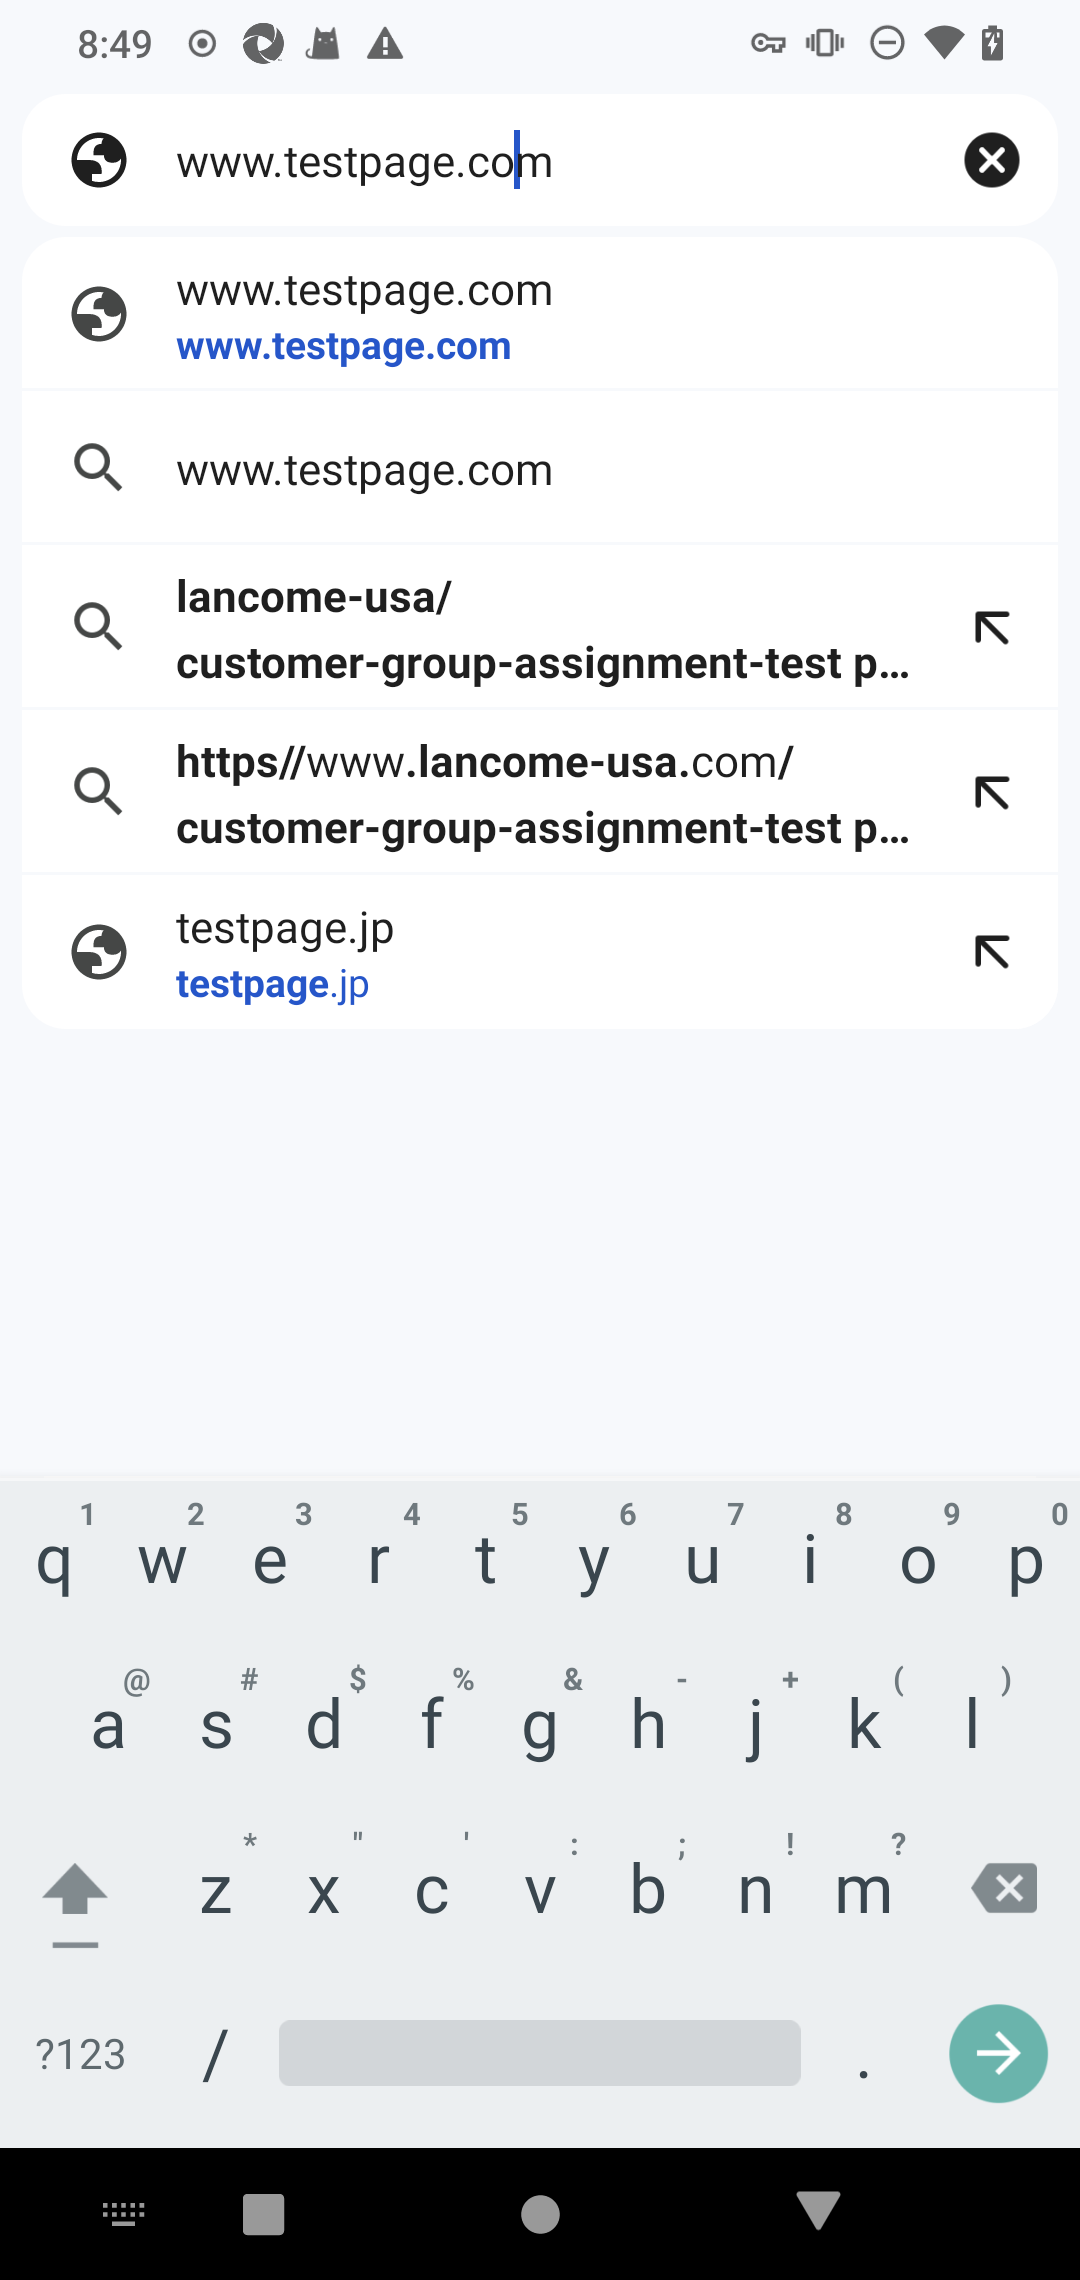 8:49
www.testpage.com
www.testpage.com
www.testpage.com
www.testpage.com
lancome-usa/
customer-group-assignment-test p...
https//www.lancome-usa.com/
customer-group-assignment-test p...
testpage.jp
testpage.jp
1 2 3 4 5 6 7 8 9 0
q w e r t y u i o p
@ # $ % & - + ( )
a s d f g h j k l
* " ' : ; ! ?
z x c v b n m
?123 / .